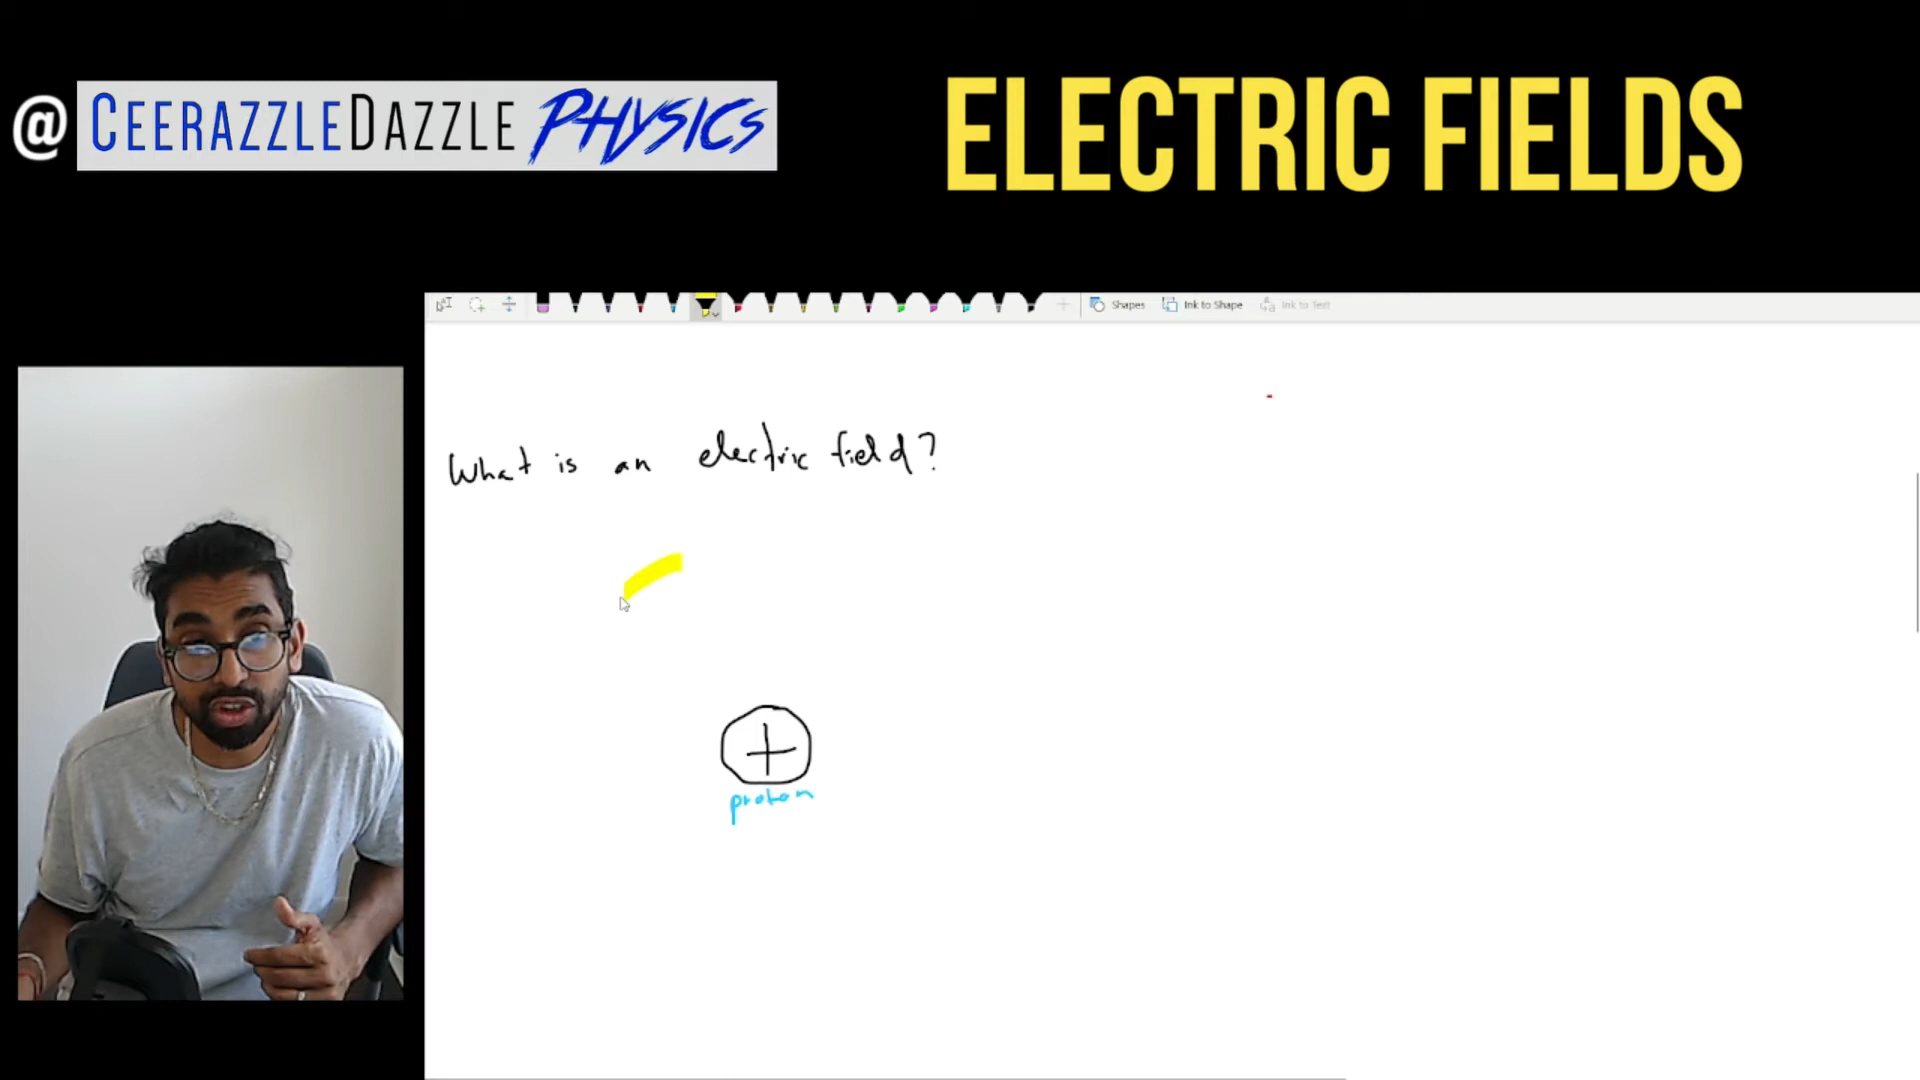 @ CEERAZZLEDAZZLE PHYSICS
ELECTRIC FIELDS
Shapes Ink to Shape Ink to Text
What is an electric field?
+
proton